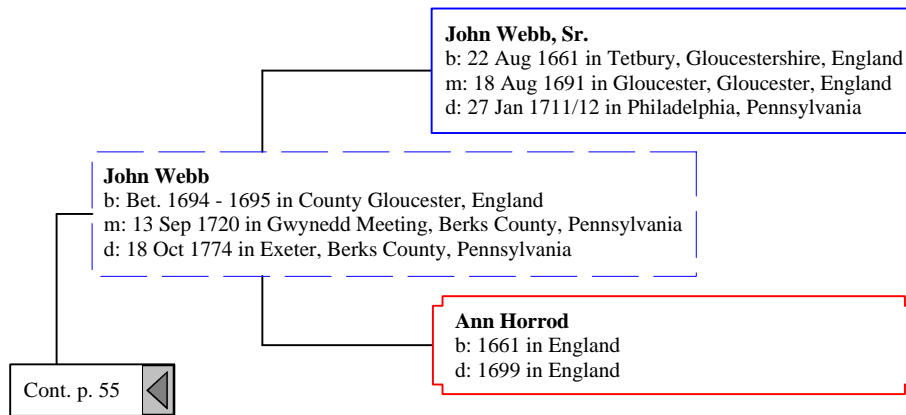 John Webb, Sr.
b: 22 Aug 1661 in Tetbury, Gloucestershire, England
m: 18 Aug 1691 in Gloucester, Gloucester, England
d: 27 Jan 1711/12 in Philadelphia, Pennsylvania
John Webb
b: Bet. 1694 - 1695 in County Gloucester, England
m: 13 Sep 1720 in Gwynedd Meeting, Berks County, Pennsylvania
d: 18 Oct 1774 in Exeter, Berks County, Pennsylvania
Ann Horrod
b: 1661 in England
d: 1699 in England
Cont. p. 55